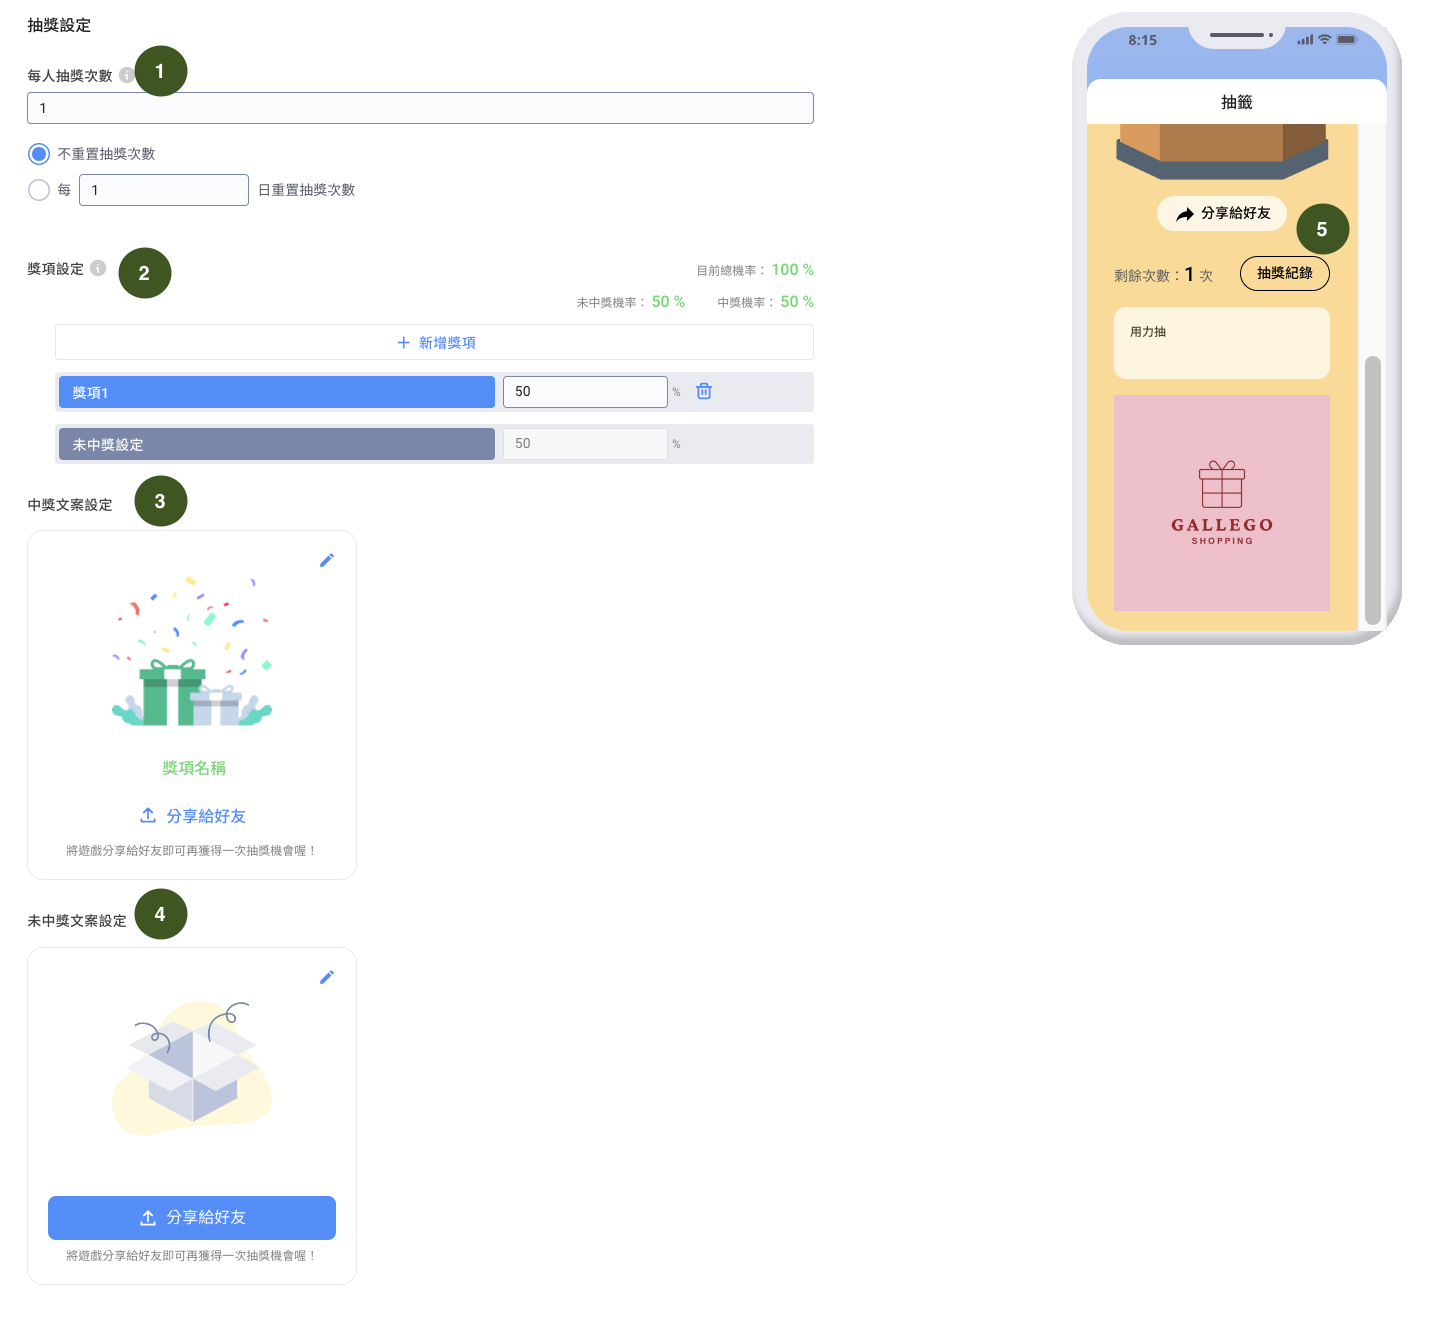 抽獎設定
每人抽獎次數
1
1
不重置抽獎次數
每 1 日重置抽獎次數
獎項設定
2
目前總機率： 100 %
未中獎機率： 50 % 中獎機率： 50 %
+ 新增獎項
獎項1 50 %
未中獎設定 50 %
中獎文案設定
3
獎項名稱
分享給好友
將遊戲分享給好友即可再獲得一次抽獎機會喔！
未中獎文案設定
4
分享給好友
將遊戲分享給好友即可再獲得一次抽獎機會喔！
8:15
抽籤
分享給好友
5
剩餘次數：1 次 抽獎紀錄
用力抽
GALLEGO
SHOPPING